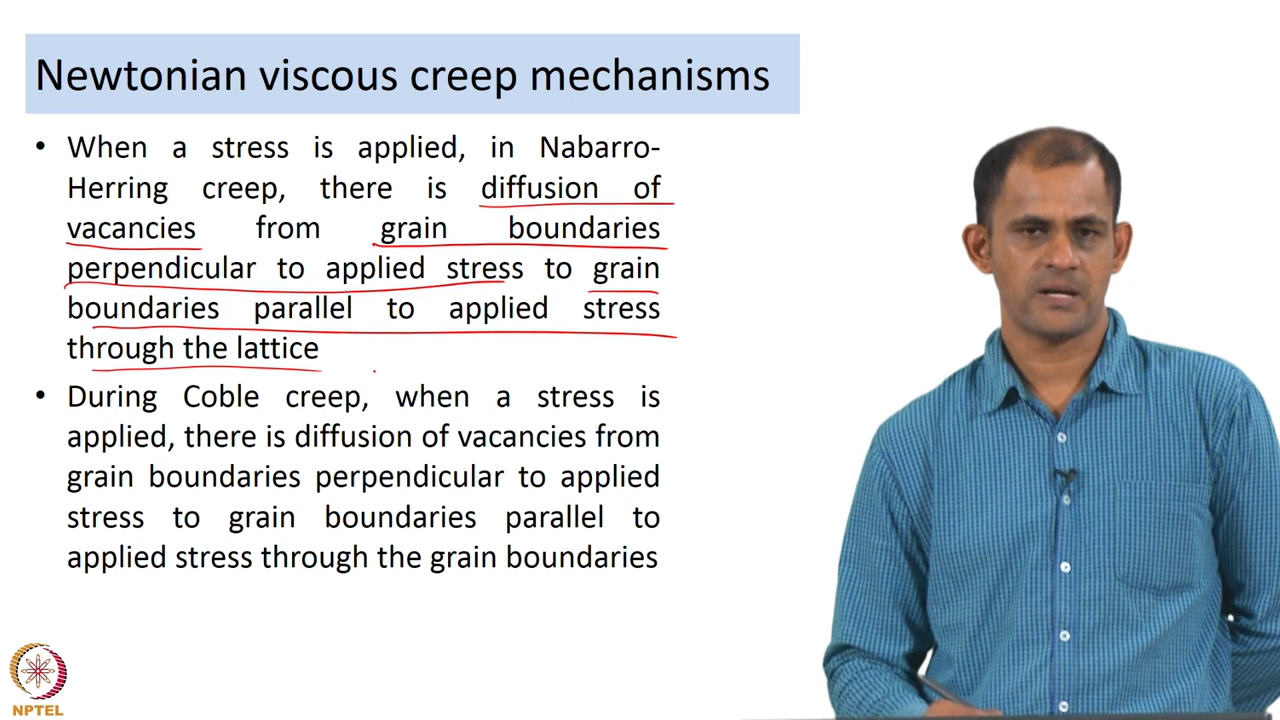 Newtonian viscous creep mechanisms
• When a stress is applied, in Nabarro-
Herring creep, there is diffusion of
vacancies from grain boundaries
perpendicular to applied stress to grain
boundaries parallel to applied stress
through the lattice
• During Coble creep, when a stress is
applied, there is diffusion of vacancies from
grain boundaries perpendicular to applied
stress to grain boundaries parallel to
applied stress through the grain boundaries
NPTEL